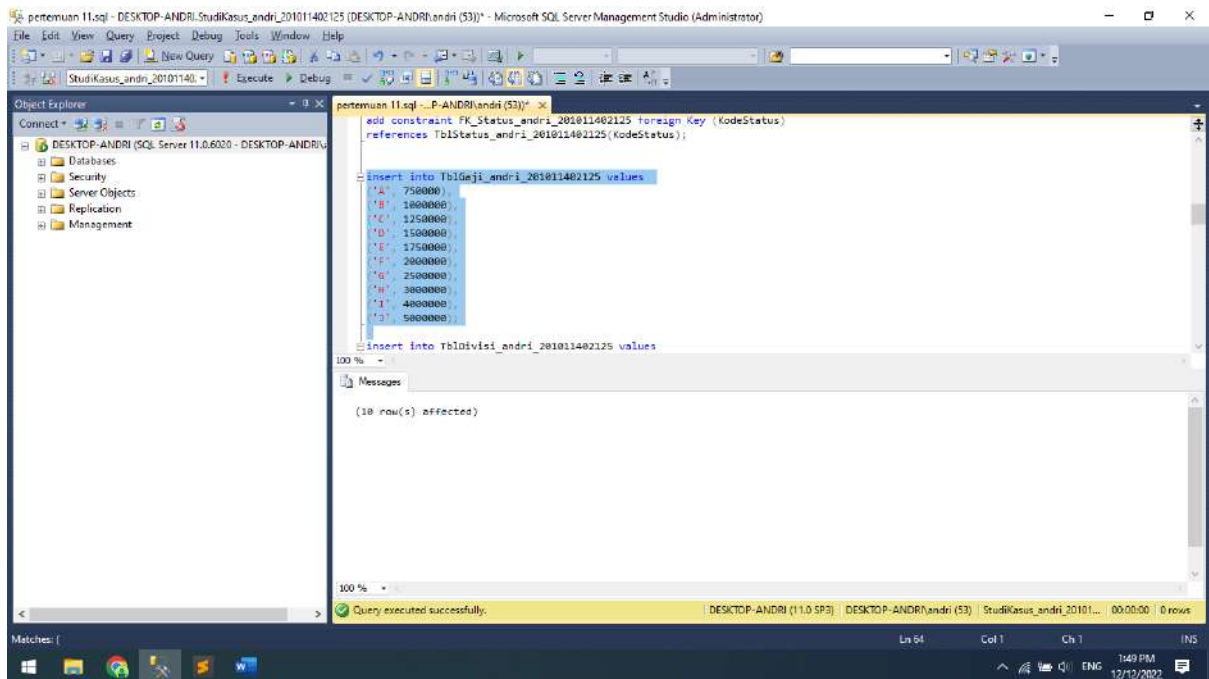 pertemuan 11.sql - DESKTOP-ANDRI.StudiKasus_andri_201011402125 (DESKTOP-ANDRI\andri (53))* - Microsoft SQL Server Management Studio (Administrator)
File Edit View Query Project Debug Tools Window Help
New Query
StudiKasus_andri_20101140. Execute Debug
Object Explorer
Connect
DESKTOP-ANDRI (SQL Server 11.0.6020 - DESKTOP-ANDRI\
Databases
Security
Server Objects
Replication
Management
pertemuan 11.sql -...P-ANDRI\andri (53))*
add constraint FK_Status_andri_201011402125 foreign Key (KodeStatus)
references TblStatus_andri_201011402125(KodeStatus);
insert into TblGaji_andri_201011402125 values
('A', 750000),
('B', 1000000),
('C', 1250000),
('D', 1500000),
('E', 1750000),
('F', 2000000),
('G', 2500000),
('H', 3000000),
('I', 4000000),
('J', 5000000);
insert into TblDivisi_andri_201011402125 values
100 %
Messages
(10 row(s) affected)
100 %
Query executed successfully. DESKTOP-ANDRI (11.0 SP3) DESKTOP-ANDRI\andri (53) StudiKasus_andri_20101... 00:00:00 0 rows
Matches: ( Ln 64 Col 1 Ch 1 INS
ENG 1:49 PM
12/12/2022